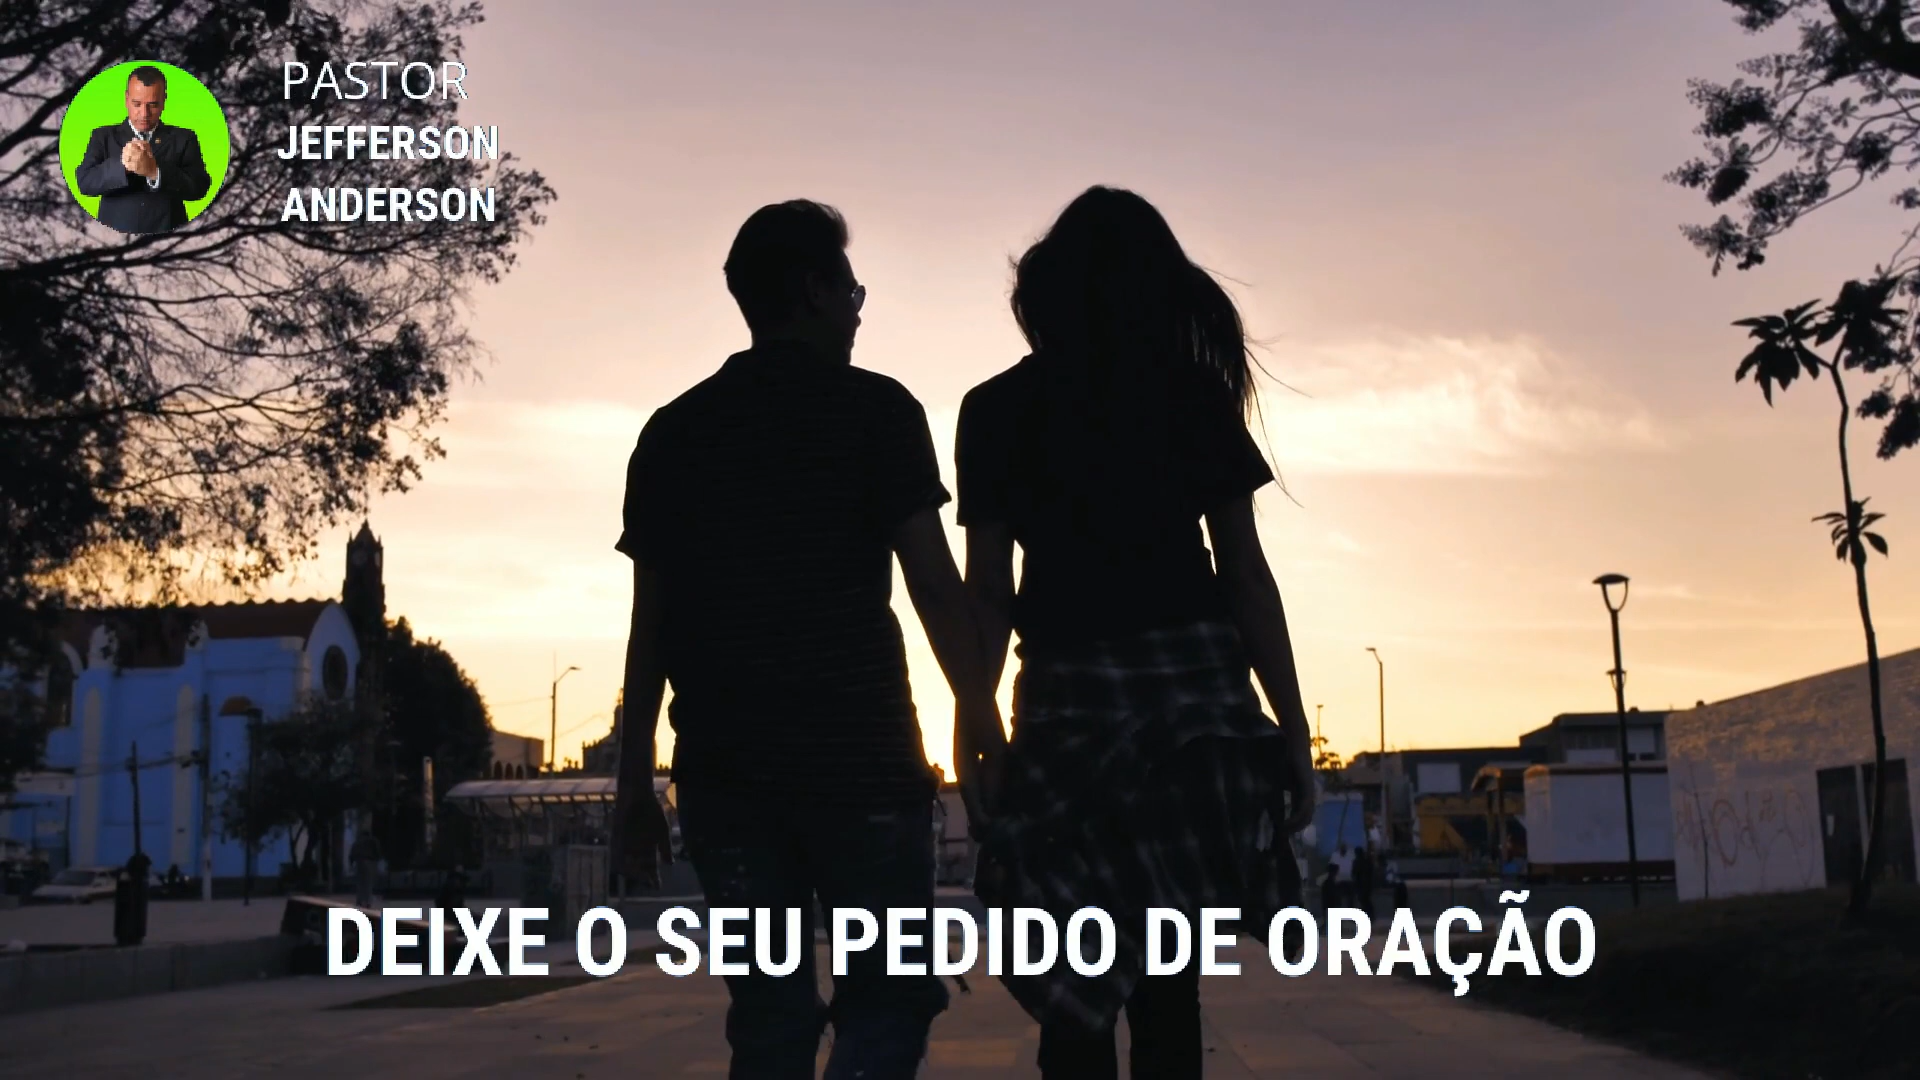 PASTOR
JEFFERSON
ANDERSON
DEIXE O SEU PEDIDO DE ORAÇÃO